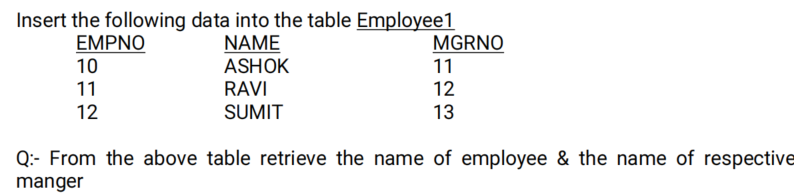 Insert the following data into the table Employee1
EMPNO NAME MGRNO
10 ASHOK 11
11 RAVI 12
12 SUMIT 13
Q:- From the above table retrieve the name of employee & the name of respective
manger